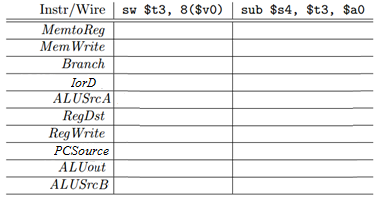 Instr/Wire sw $t3, 8($v0) sub $s4, $t3, $a0
MemtoReg
MemWrite
Branch
IorD
ALUSrcA
RegDst
RegWrite
PCSource
ALUout
ALUSrcB